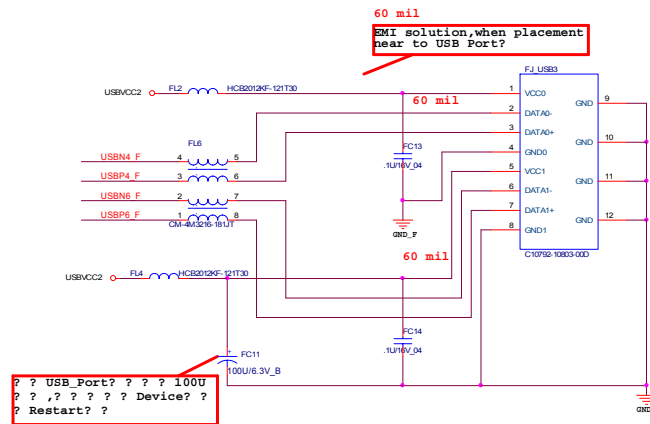 60 mil
EMI solution,when placement
near to USB Port?
FJ_USB3
USBVCC2
FL2
HCB2012KF-121T30
1
VCC0
GND
9
60 mil
2
DATA0-
3
DATA0+
GND
10
FL6
4
GND0
USBN4_F
4
5
FC13
5
VCC1
USBP4_F
3
6
.1U/16V_04
GND
11
6
DATA1-
USBN6_F
2
7
7
DATA1+
USBP6_F
1
8
GND
12
CM-4M3216-181JT
8
GND1
GND_F
60 mil
C10792-10803-00D
USBVCC2
FL4
HCB2012KF-121T30
FC14
.1U/16V_04
+
FC11
100U/6.3V_B
? ? USB_Port? ? ? ? 100U
? ? ,? ? ? ? ? Device? ?
? Restart? ?
GND